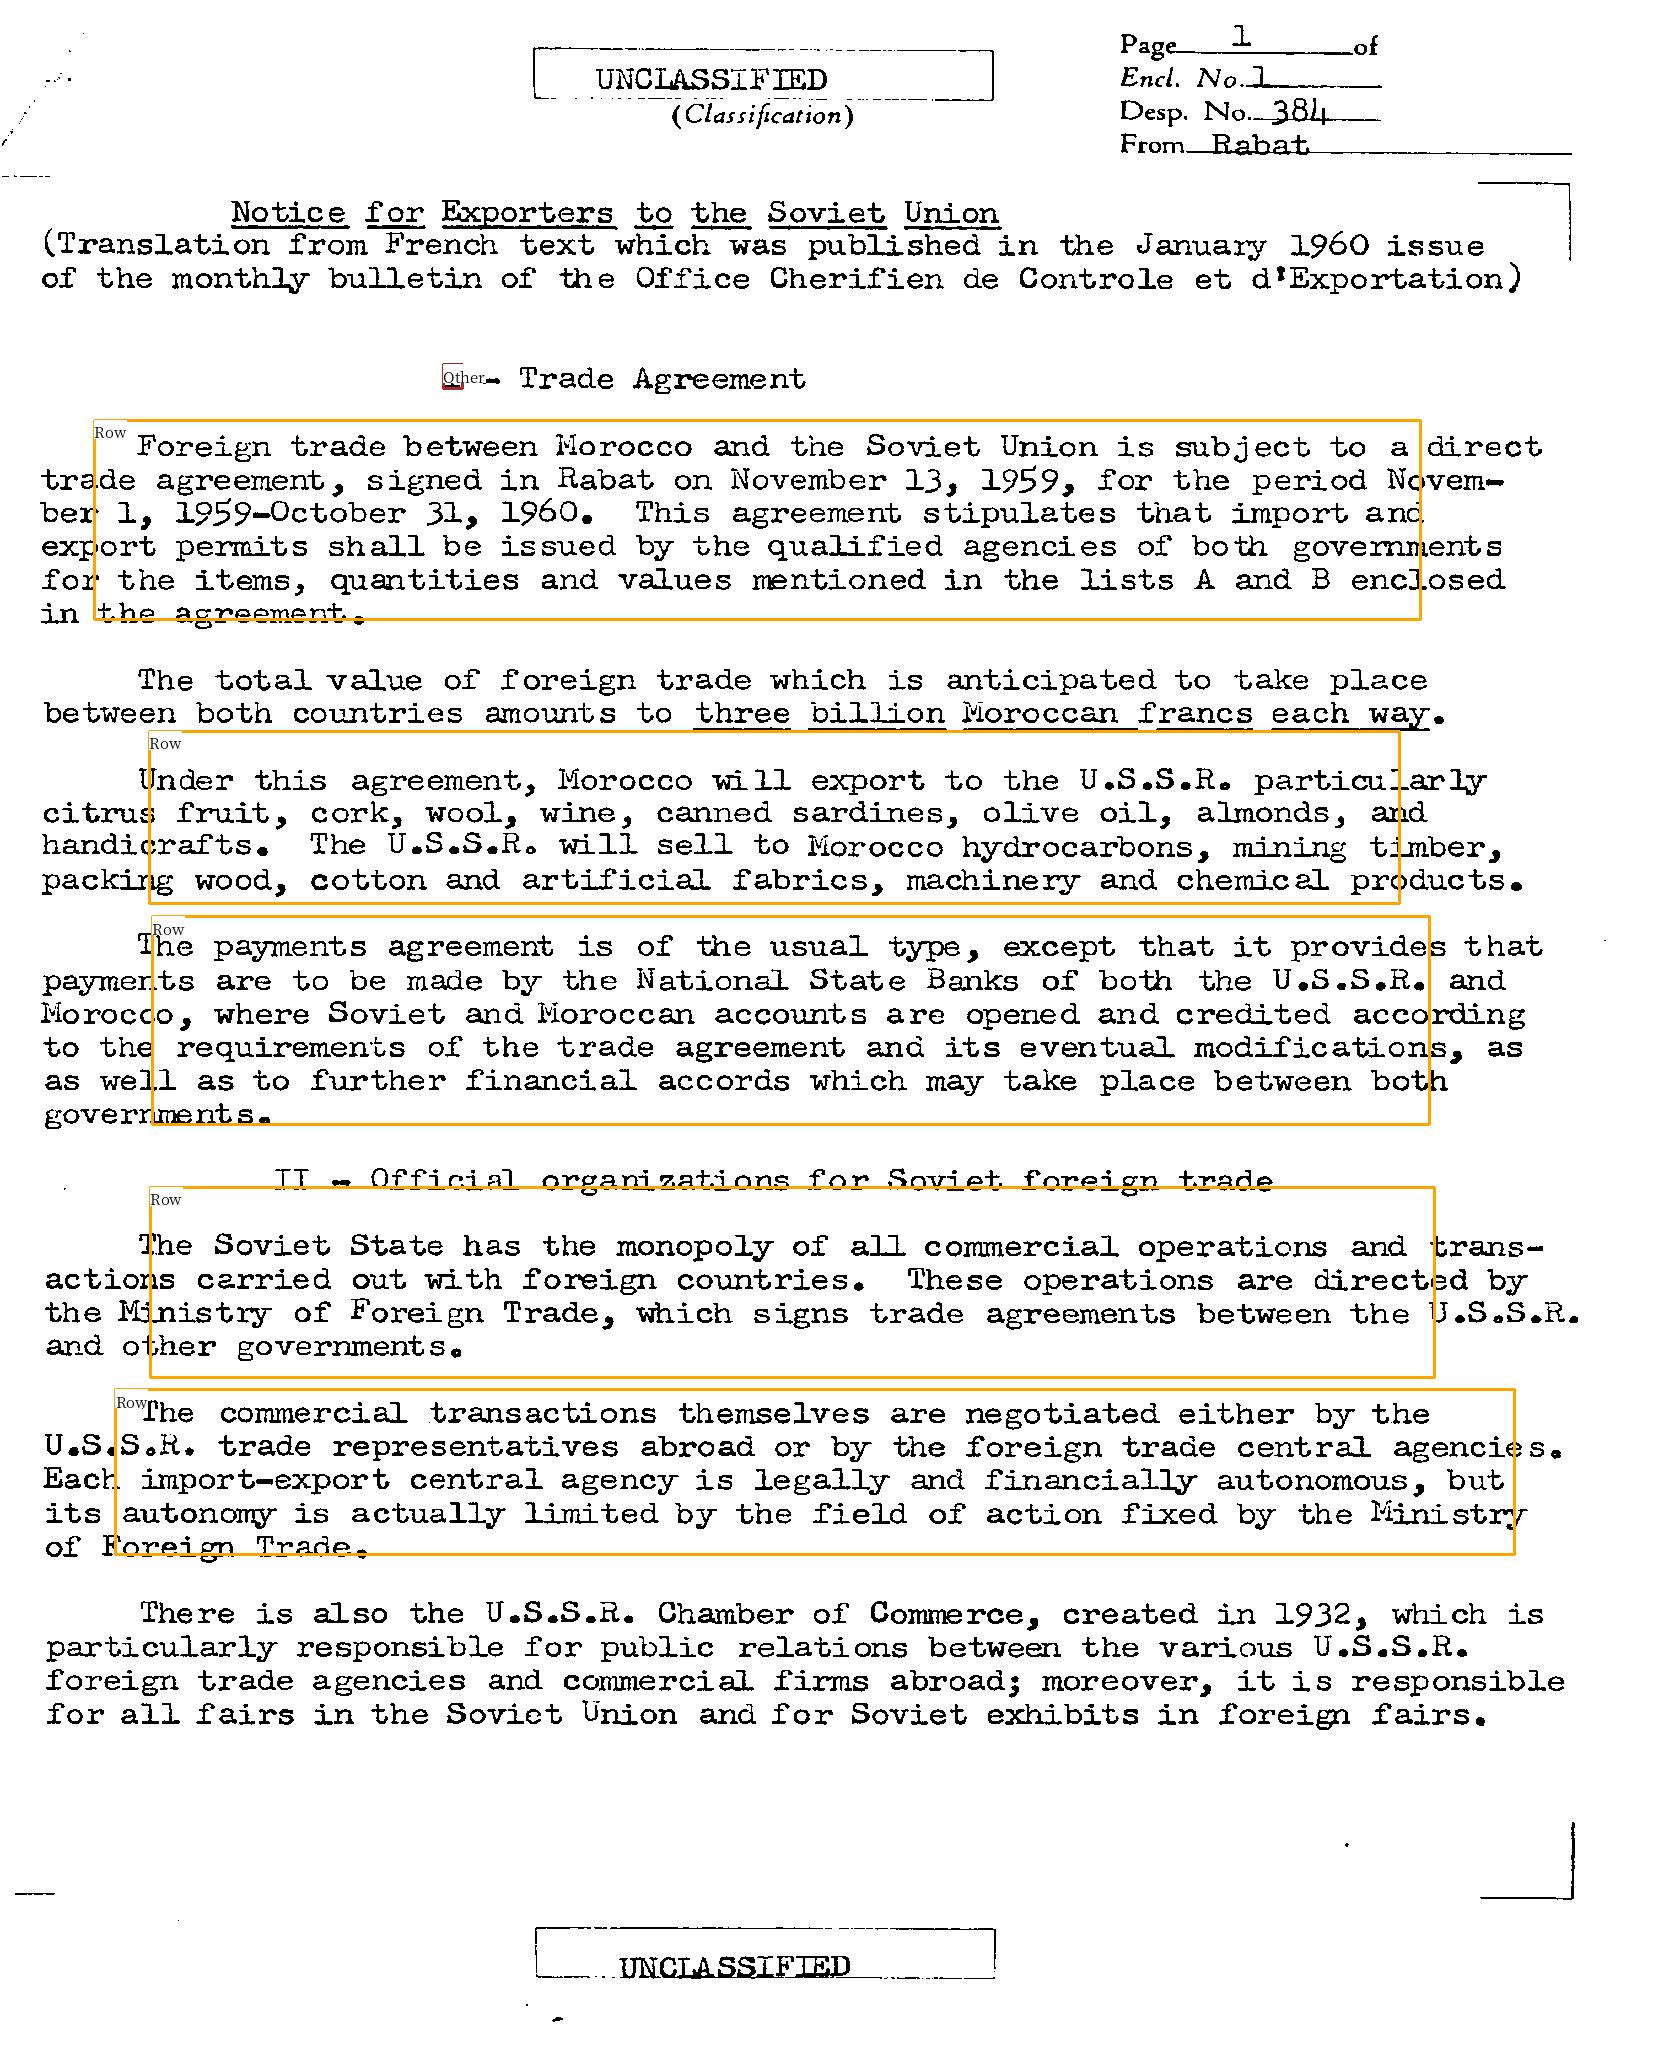 Page 1 of
UNCLASSIFIED
Encl. No. 1
(Classification)
Desp. No. 384
From Rabat
Notice for Exporters to the Soviet Union
(Translation from French text which was published in the January 1960 issue
of the monthly bulletin of the Office Cherifien de Controle et d'Exportation)
Other - Trade Agreement
Row
Foreign trade between Morocco and the Soviet Union is subject to a direct
trade agreement, signed in Rabat on November 13, 1959, for the period Novem-
ber 1, 1959-October 31, 1960. This agreement stipulates that import and
export permits shall be issued by the qualified agencies of both governments
for the items, quantities and values mentioned in the lists A and B enclosed
in the agreement.
The total value of foreign trade which is anticipated to take place
between both countries amounts to three billion Moroccan francs each way.
Row
Under this agreement, Morocco will export to the U.S.S.R. particularly
citrus fruit, cork, wool, wine, canned sardines, olive oil, almonds, and
handicrafts. The U.S.S.R. will sell to Morocco hydrocarbons, mining timber,
packing wood, cotton and artificial fabrics, machinery and chemical products.
Row
The payments agreement is of the usual type, except that it provides that
payments are to be made by the National State Banks of both the U.S.S.R. and
Morocco, where Soviet and Moroccan accounts are opened and credited according
to the requirements of the trade agreement and its eventual modifications, as
as well as to further financial accords which may take place between both
governments.
II - Official organizations for Soviet foreign trade
Row
The Soviet State has the monopoly of all commercial operations and trans-
actions carried out with foreign countries. These operations are directed by
the Ministry of Foreign Trade, which signs trade agreements between the U.S.S.R.
and other governments.
Row
The commercial transactions themselves are negotiated either by the
U.S.S.R. trade representatives abroad or by the foreign trade central agencies.
Each import-export central agency is legally and financially autonomous, but
its autonomy is actually limited by the field of action fixed by the Ministry
of Foreign Trade.
There is also the U.S.S.R. Chamber of Commerce, created in 1932, which is
particularly responsible for public relations between the various U.S.S.R.
foreign trade agencies and commercial firms abroad; moreover, it is responsible
for all fairs in the Soviet Union and for Soviet exhibits in foreign fairs.
UNCLASSIFIED